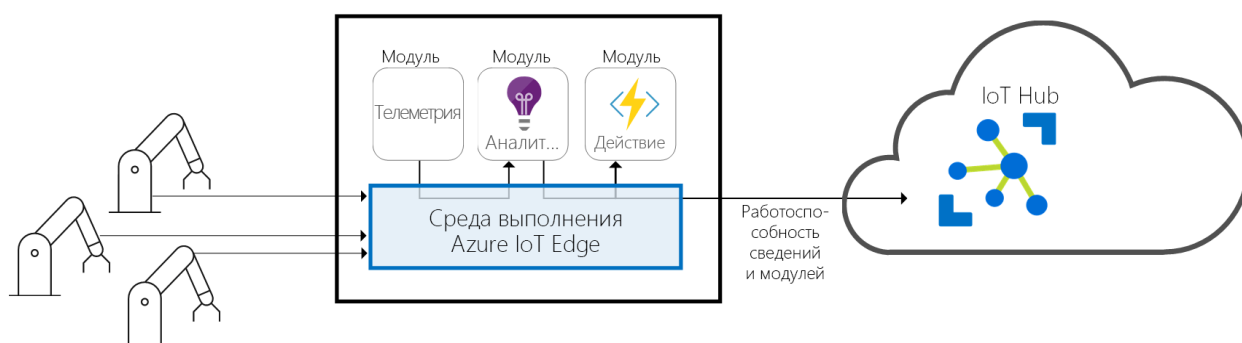 Модуль
Модуль
Модуль
Телеметрия
Аналит...
Действие
Среда выполнения
Azure IoT Edge
Работоспо-
собность
сведений
и модулей
IoT Hub